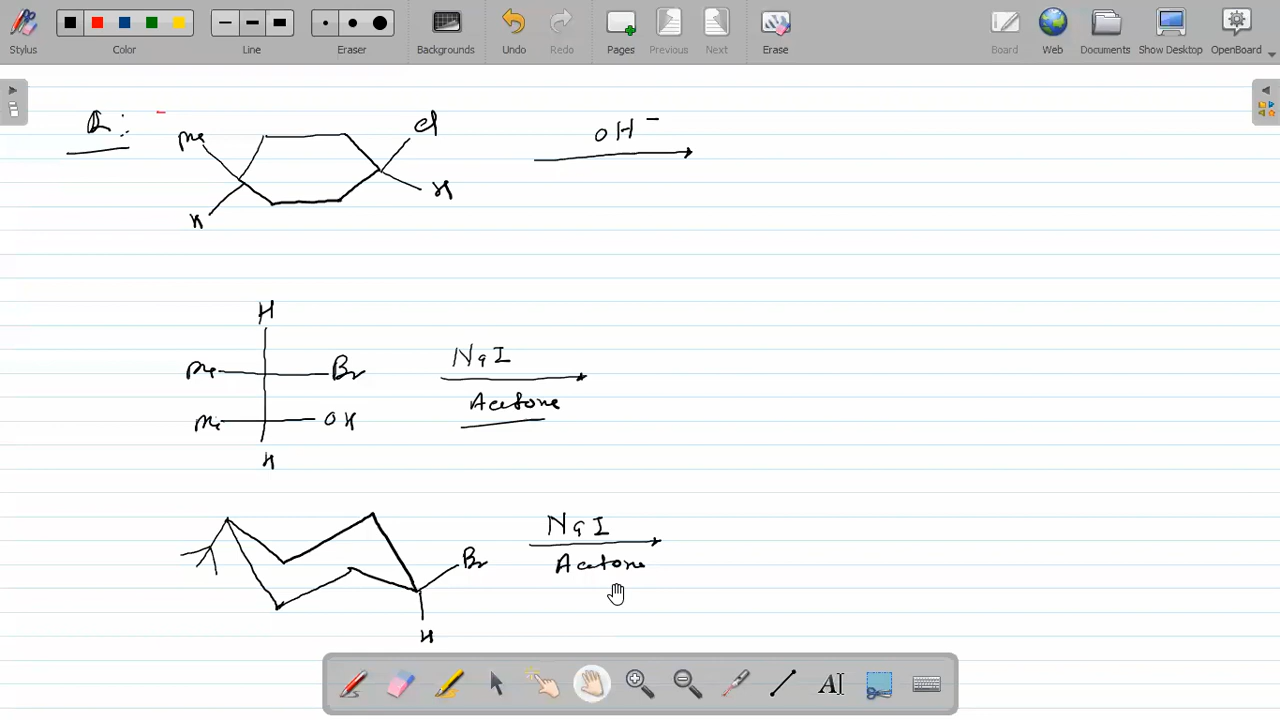 Stylus
Color
Line
Eraser
Backgrounds
Undo
Redo
Pages
Previous
Next
Erase
Board
Web
Documents
Show Desktop
OpenBoard
Q:
Me
Cl
H
H
OH⁻
H
Me
Br
Me
OH
H
NaI
Acetone
Br
H
NaI
Acetone
AI